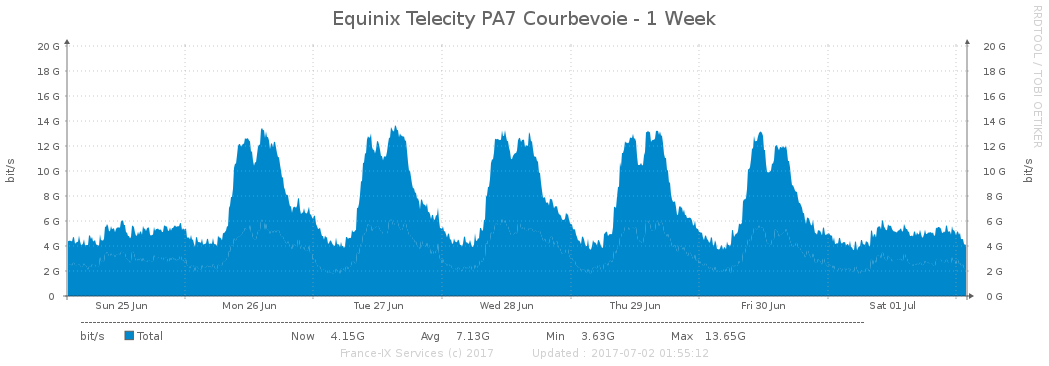 Equinix Telecity PA7 Courbevoie - 1 Week
RRDTOOL / TOBI OETIKER
bit/s
20 G
18 G
16 G
14 G
12 G
10 G
8 G
6 G
4 G
2 G
0
20 G
18 G
16 G
14 G
12 G
10 G
8 G
6 G
4 G
2 G
0 G
bit/s
Sun 25 Jun Mon 26 Jun Tue 27 Jun Wed 28 Jun Thu 29 Jun Fri 30 Jun Sat 01 Jul
bit/s Total Now 4.15G Avg 7.13G Min 3.63G Max 13.65G
France-IX Services (c) 2017 Updated : 2017-07-02 01:55:12